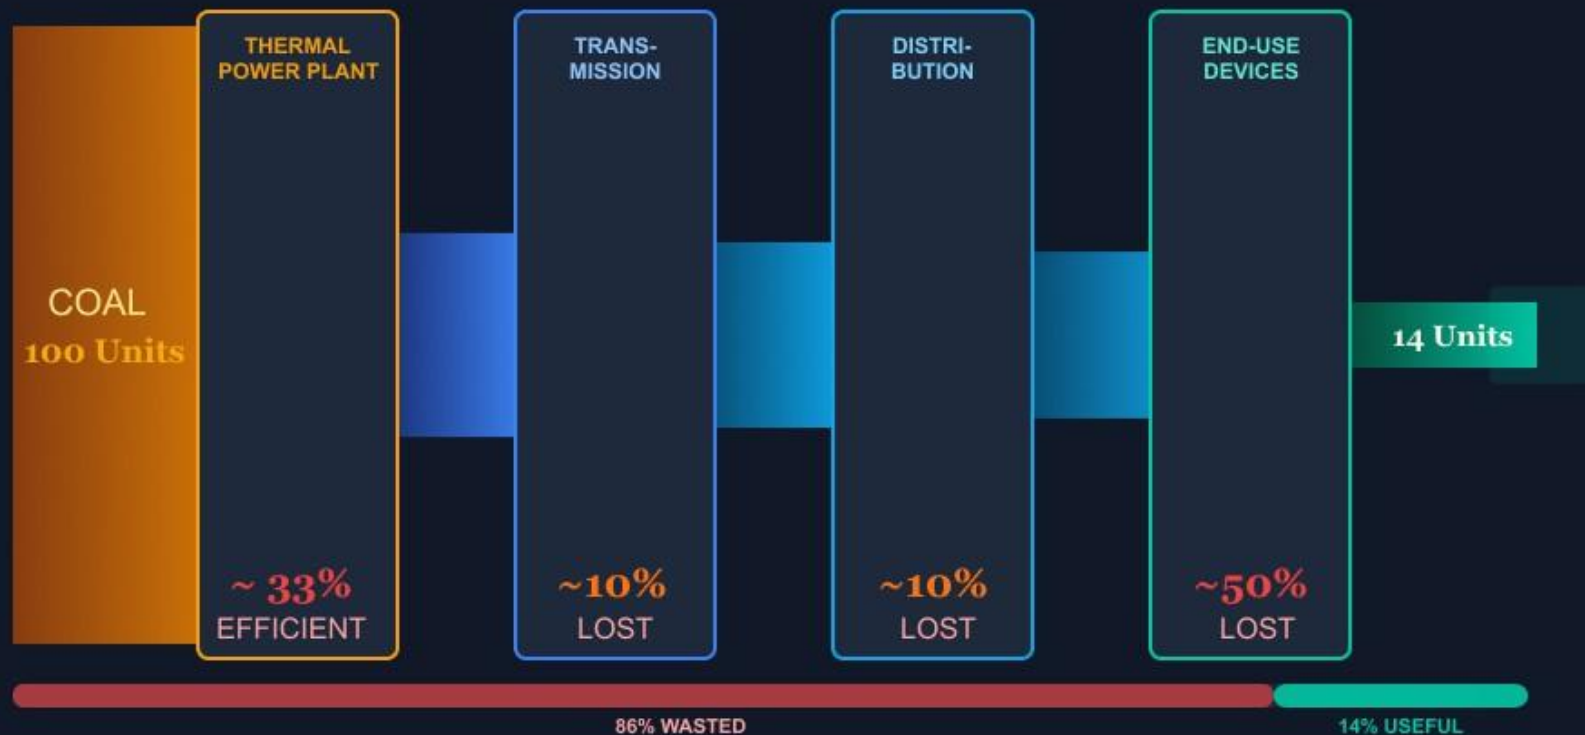 THERMAL
POWER PLANT
TRANS-
MISSION
DISTRI-
BUTION
END-USE
DEVICES
COAL
100 Units
14 Units
~ 33%
EFFICIENT
~10%
LOST
~10%
LOST
~50%
LOST
86% WASTED
14% USEFUL